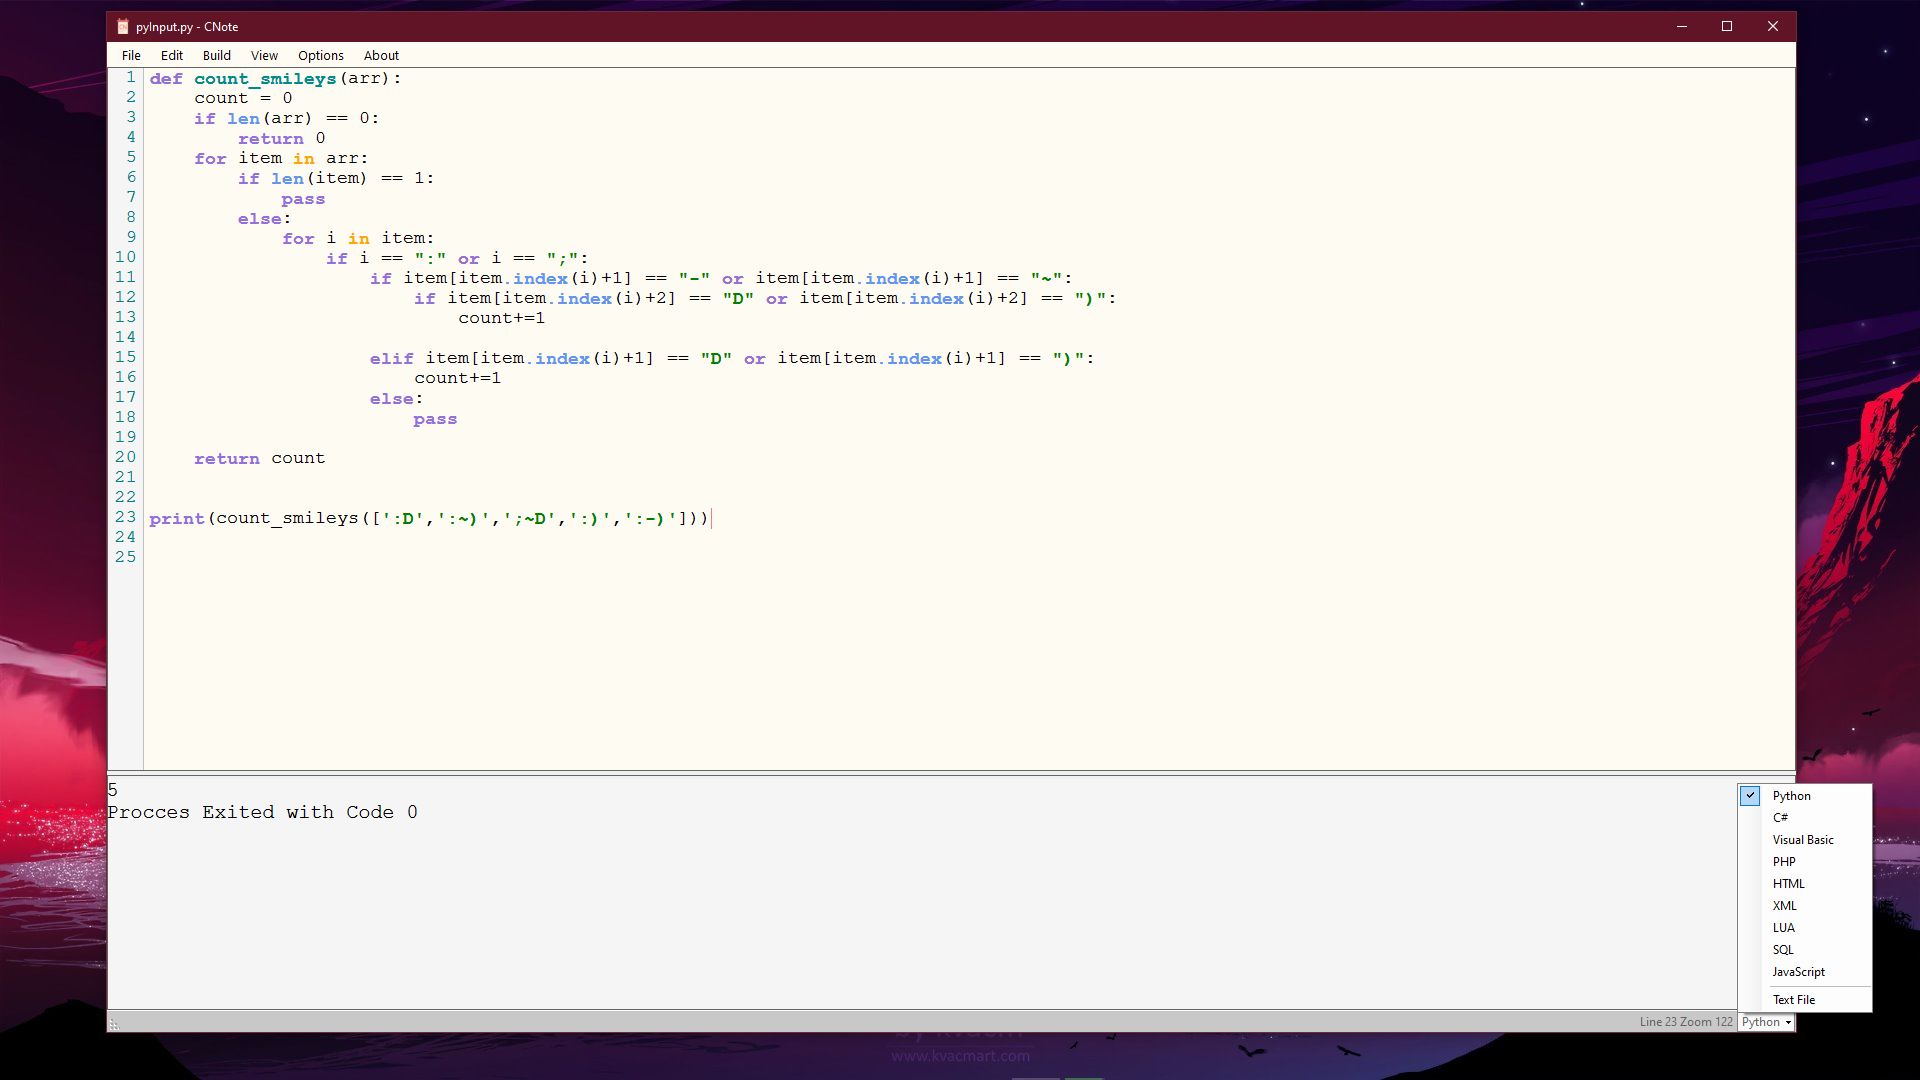 pyInput.py - CNote
File Edit Build View Options About
1 def count_smileys(arr):
2     count = 0
3     if len(arr) == 0:
4         return 0
5     for item in arr:
6         if len(item) == 1:
7             pass
8         else:
9             for i in item:
10                 if i == ":" or i == ";":
11                     if item[item.index(i)+1] == "-" or item[item.index(i)+1] == "~":
12                         if item[item.index(i)+2] == "D" or item[item.index(i)+2] == ")":
13                             count+=1
14
15                     elif item[item.index(i)+1] == "D" or item[item.index(i)+1] == ")":
16                         count+=1
17                     else:
18                         pass
19
20     return count
21
22
23 print(count_smileys([':D',':~)',';~D',':)',':-)']))
24
25
5
Procces Exited with Code 0
Python
C#
Visual Basic
PHP
HTML
XML
LUA
SQL
JavaScript
Text File
Line 23 Zoom 122 Python
www.kvacmart.com